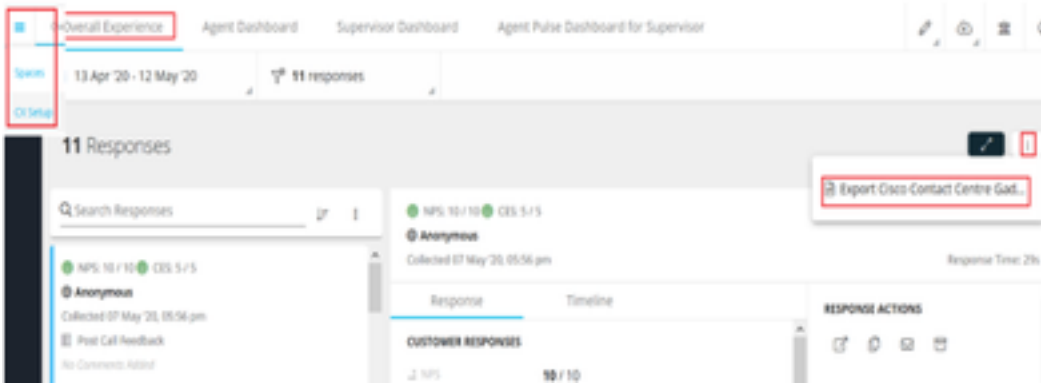 Overall Experience
Agent Dashboard
Supervisor Dashboard
Agent Pulse Dashboard for Supervisor
Spaces
13 Apr '20 - 12 May '20
11 responses
CX Setup
11 Responses
Export Cisco Contact Centre Gad...
Search Responses
NPS: 10 / 10 CES: 5 / 5
Anonymous
Collected 07 May '20, 05:56 pm
Post Call Feedback
No Comments Added
NPS: 10 / 10 CES: 5 / 5
Anonymous
Collected 07 May '20, 05:56 pm
Response Time: 29s
Response
Timeline
CUSTOMER RESPONSES
NPS
10 / 10
RESPONSE ACTIONS